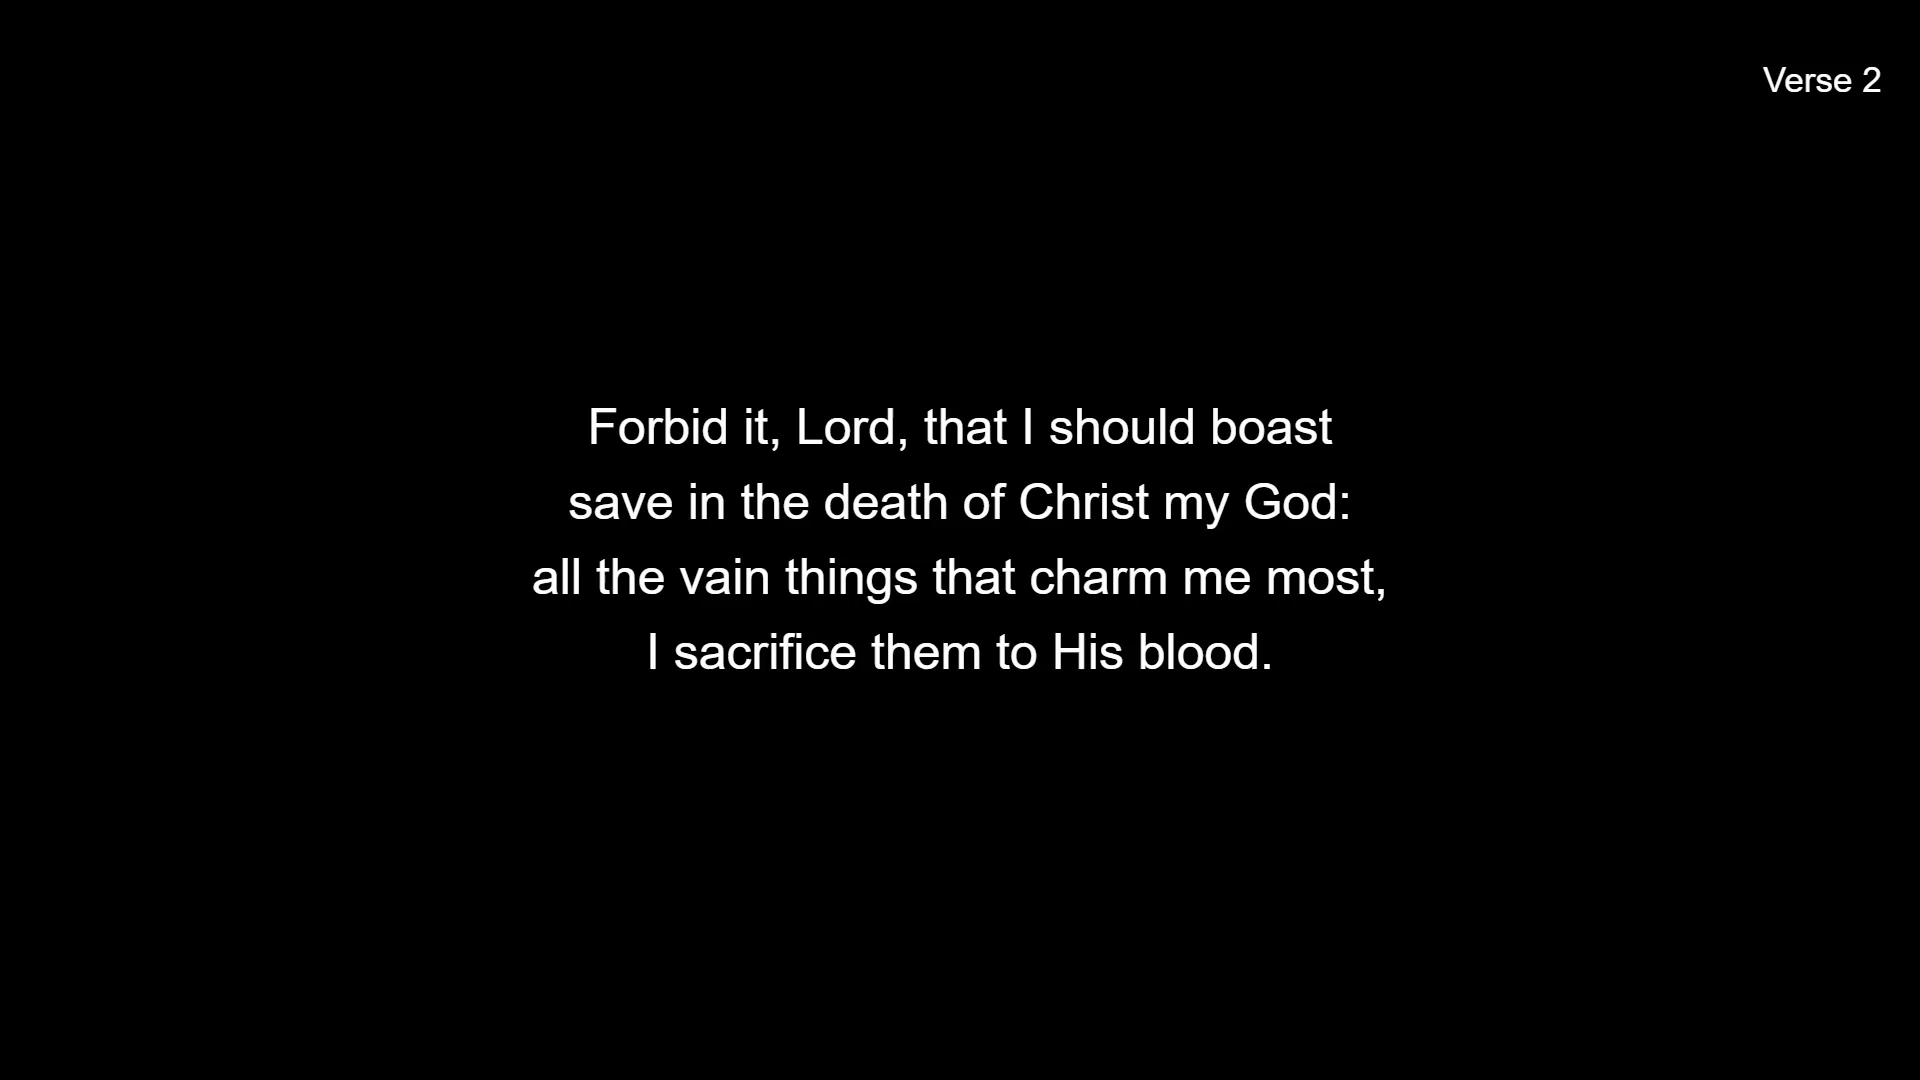 Verse 2
Forbid it, Lord, that I should boast
save in the death of Christ my God:
all the vain things that charm me most,
I sacrifice them to His blood.